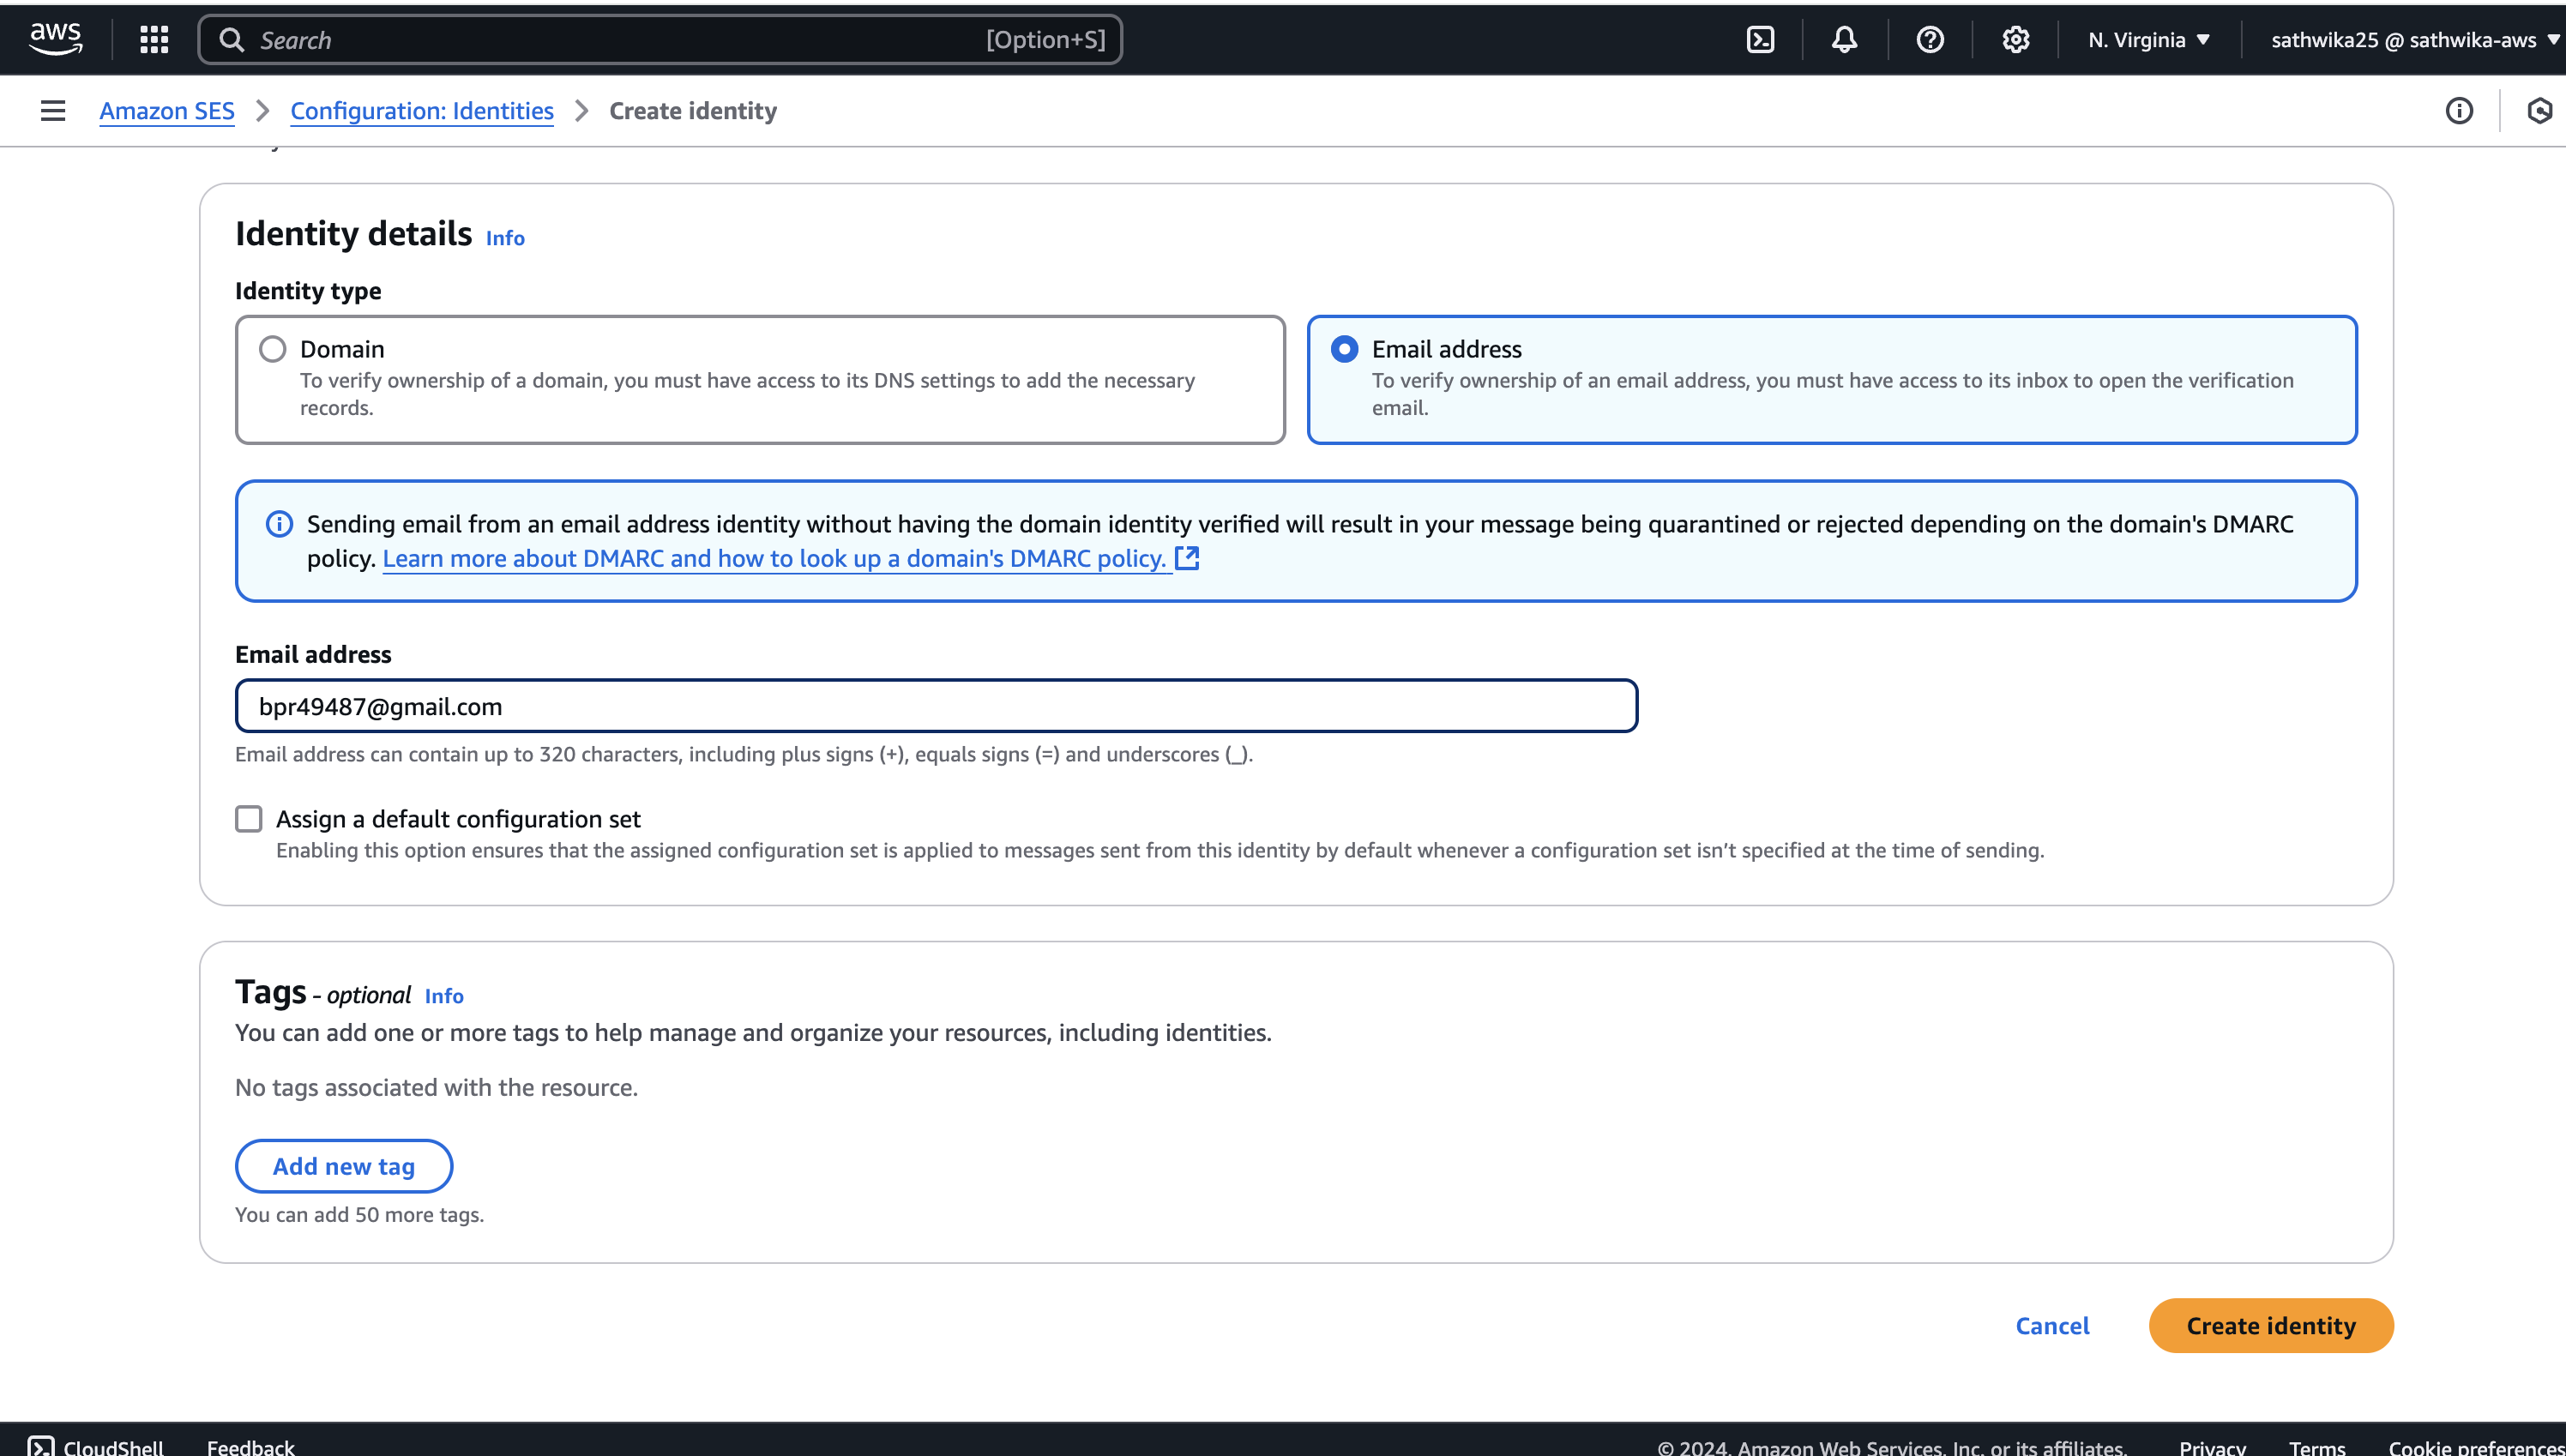 aws
Search
[Option+S]
N. Virginia
sathwika25 @ sathwika-aws
Amazon SES
Configuration: Identities
Create identity
Identity details Info
Identity type
Domain
To verify ownership of a domain, you must have access to its DNS settings to add the necessary
records.
Email address
To verify ownership of an email address, you must have access to its inbox to open the verification
email.
Sending email from an email address identity without having the domain identity verified will result in your message being quarantined or rejected depending on the domain's DMARC
policy. Learn more about DMARC and how to look up a domain's DMARC policy.
Email address
bpr49487@gmail.com
Email address can contain up to 320 characters, including plus signs (+), equals signs (=) and underscores (_).
Assign a default configuration set
Enabling this option ensures that the assigned configuration set is applied to messages sent from this identity by default whenever a configuration set isn’t specified at the time of sending.
Tags - optional Info
You can add one or more tags to help manage and organize your resources, including identities.
No tags associated with the resource.
Add new tag
You can add 50 more tags.
Cancel
Create identity
CloudShell
Feedback
© 2024, Amazon Web Services, Inc. or its affiliates.
Privacy
Terms
Cookie preferences